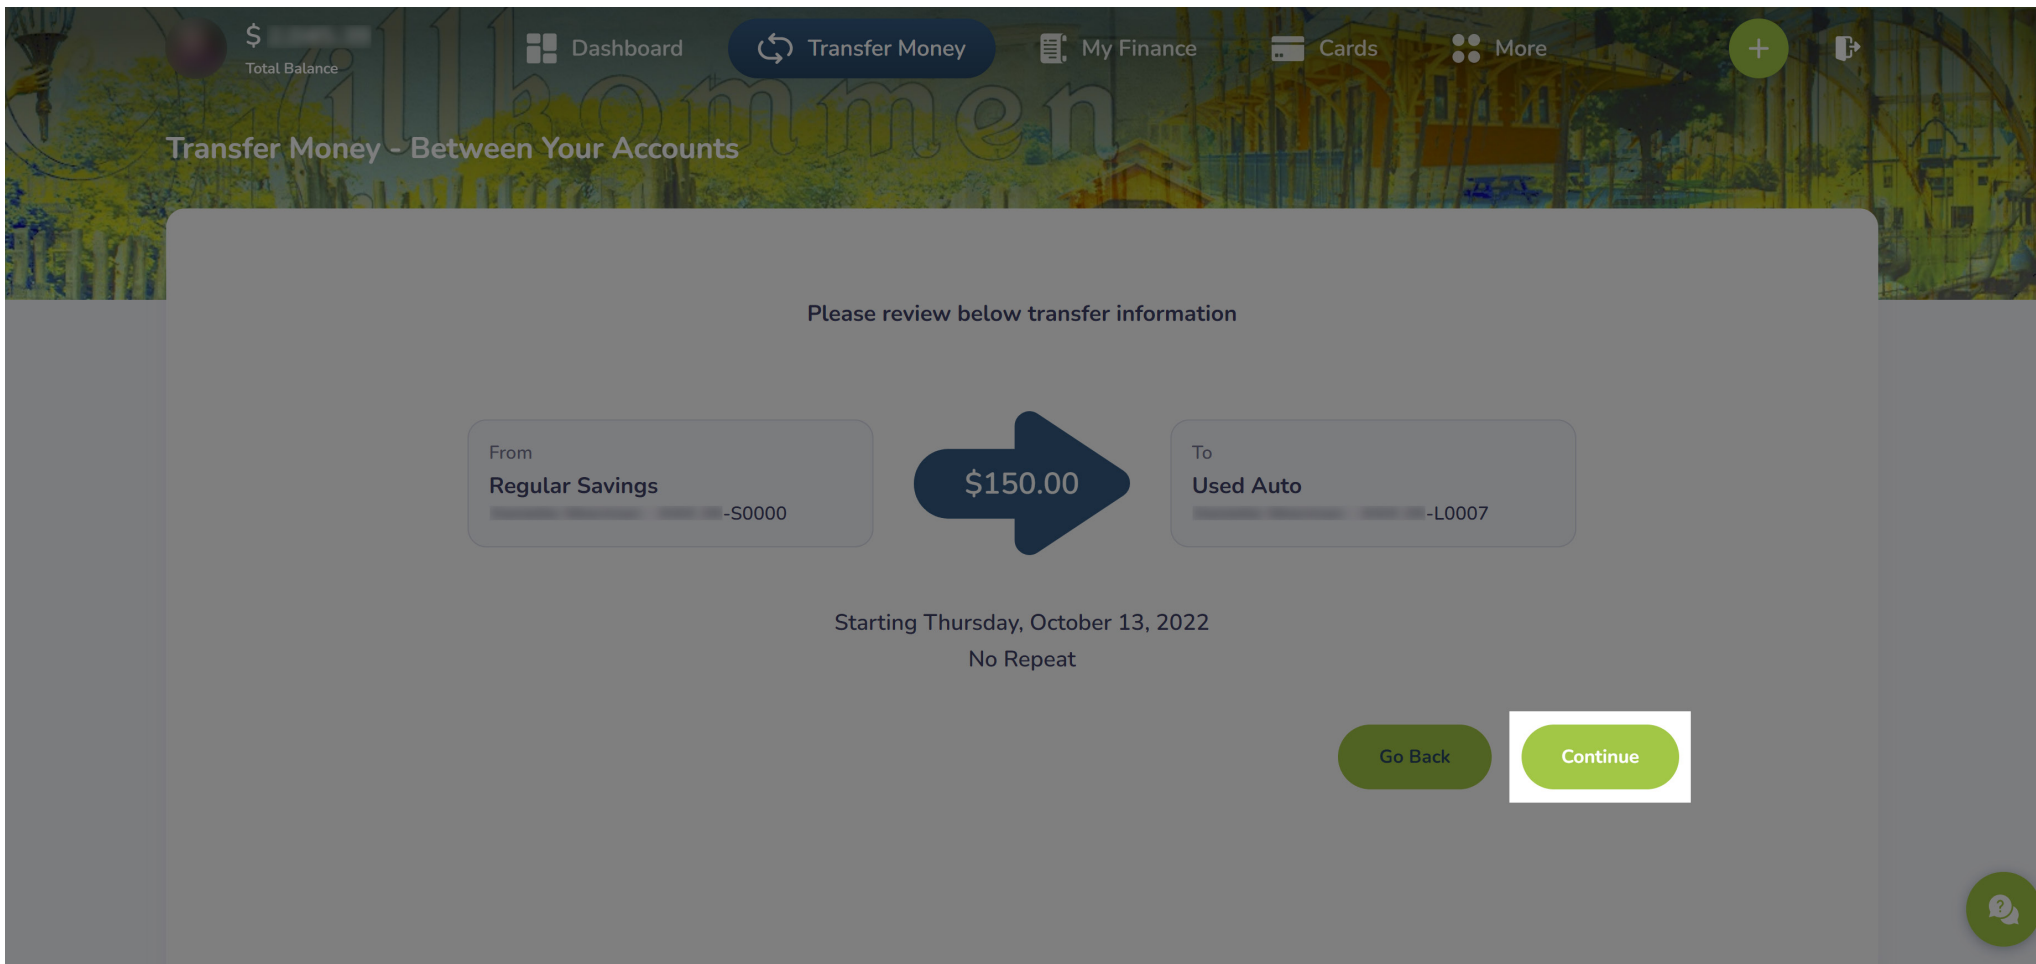 $
Total Balance
Dashboard
Transfer Money
My Finance
Cards
More
Willkommen
Transfer Money - Between Your Accounts
Please review below transfer information
From
Regular Savings
-S0000
$150.00
To
Used Auto
-L0007
Starting Thursday, October 13, 2022
No Repeat
Go Back
Continue